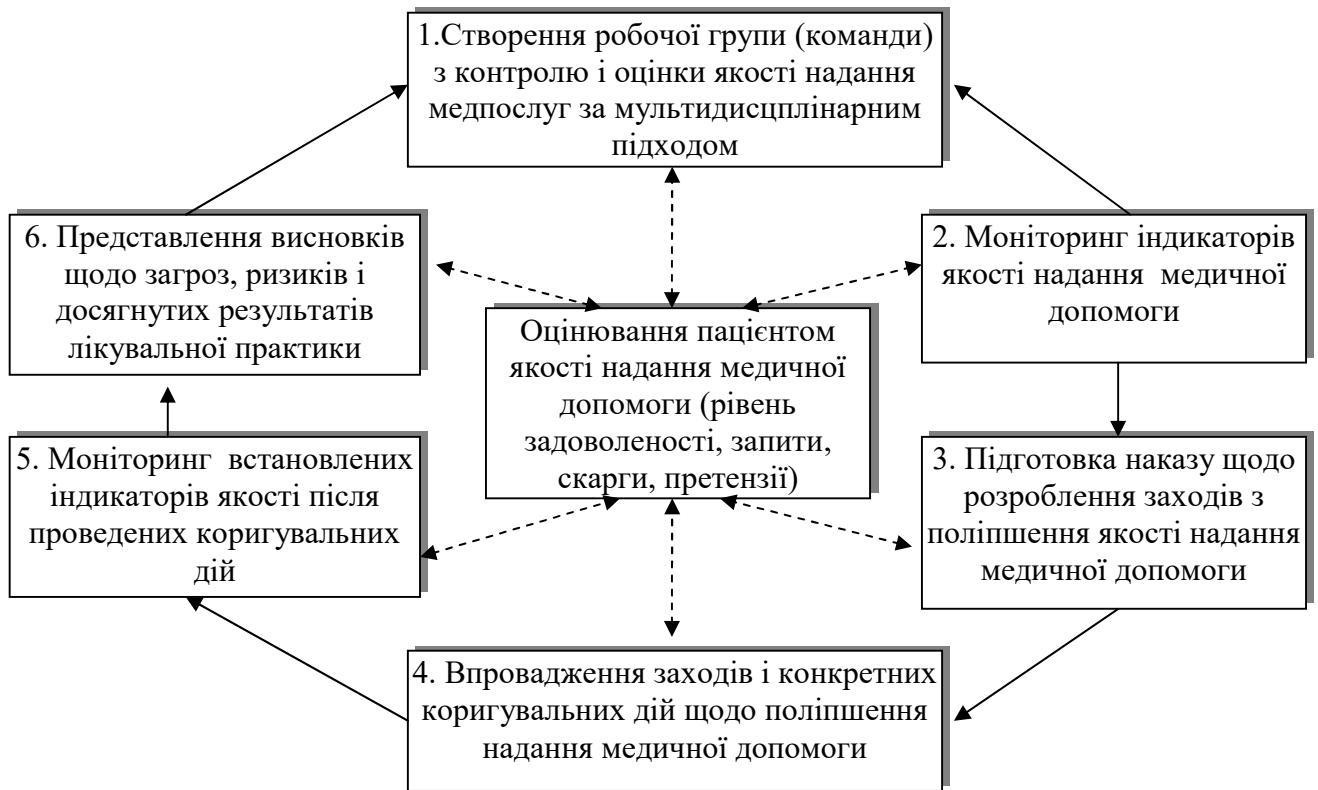 1.Створення робочої групи (команди)
з контролю і оцінки якості надання
медпослуг за мультидисцплінарним
підходом
6. Представлення висновків
щодо загроз, ризиків і
досягнутих результатів
лікувальної практики
2. Моніторинг індикаторів
якості надання медичної
допомоги
Оцінювання пацієнтом
якості надання медичної
допомоги (рівень
задоволеності, запити,
скарги, претензії)
5. Моніторинг встановлених
індикаторів якості після
проведених коригувальних
дій
3. Підготовка наказу щодо
розроблення заходів з
поліпшення якості надання
медичної допомоги
4. Впровадження заходів і конкретних
коригувальних дій щодо поліпшення
надання медичної допомоги